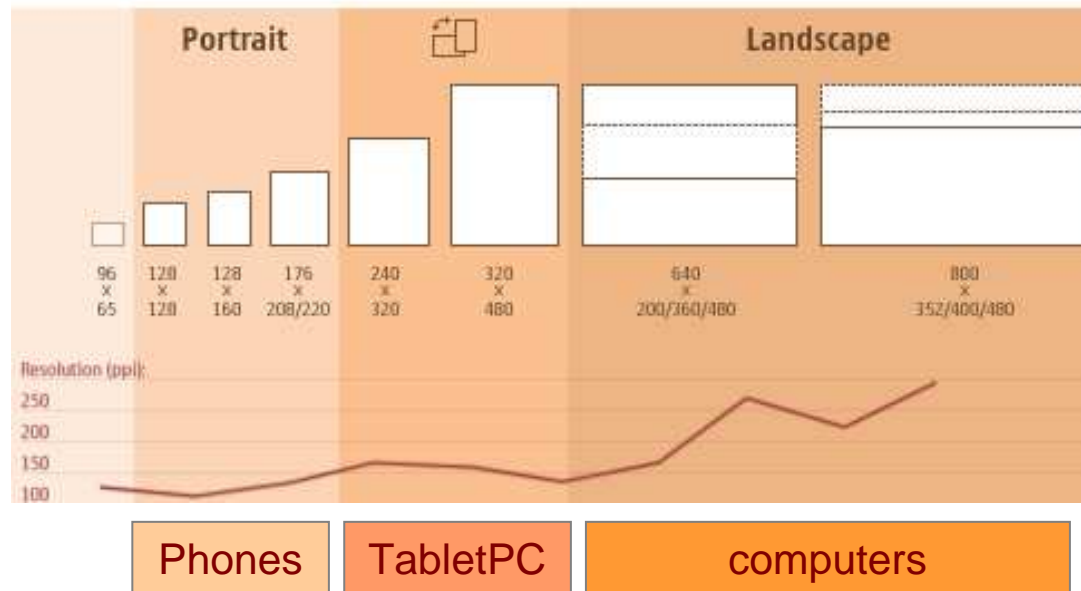 Portrait
Landscape
96
x
65
128
x
128
128
x
160
176
x
208/220
240
x
320
320
x
480
640
x
200/360/480
800
x
352/400/480
Resolution (ppi):
250
200
150
100
Phones
TabletPC
computers